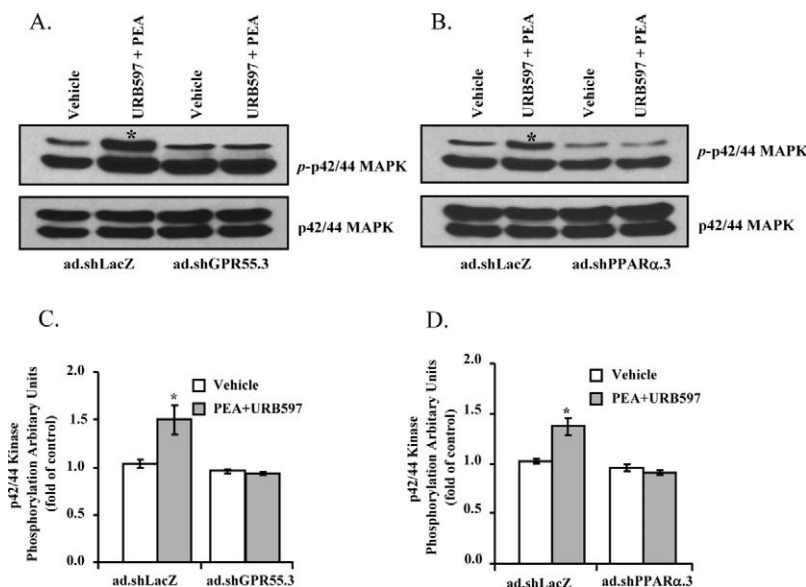 A.
Vehicle
URB597 + PEA
Vehicle
URB597 + PEA
*
p-p42/44 MAPK
p42/44 MAPK
ad.shLacZ ad.shGPR55.3
B.
Vehicle
URB597 + PEA
Vehicle
URB597 + PEA
*
p-p42/44 MAPK
p42/44 MAPK
ad.shLacZ ad.shPPARα.3
C.
p42/44 Kinase
Phosphorylation Arbitary Units
(fold of control)
2.0
1.5
1.0
0.5
0.0
Vehicle
PEA+URB597
*
ad.shLacZ ad.shGPR55.3
D.
p42/44 Kinase
Phosphorylation Arbitary Units
(fold of control)
2.0
1.5
1.0
0.5
0.0
Vehicle
PEA+URB597
*
ad.shLacZ ad.shPPARα.3